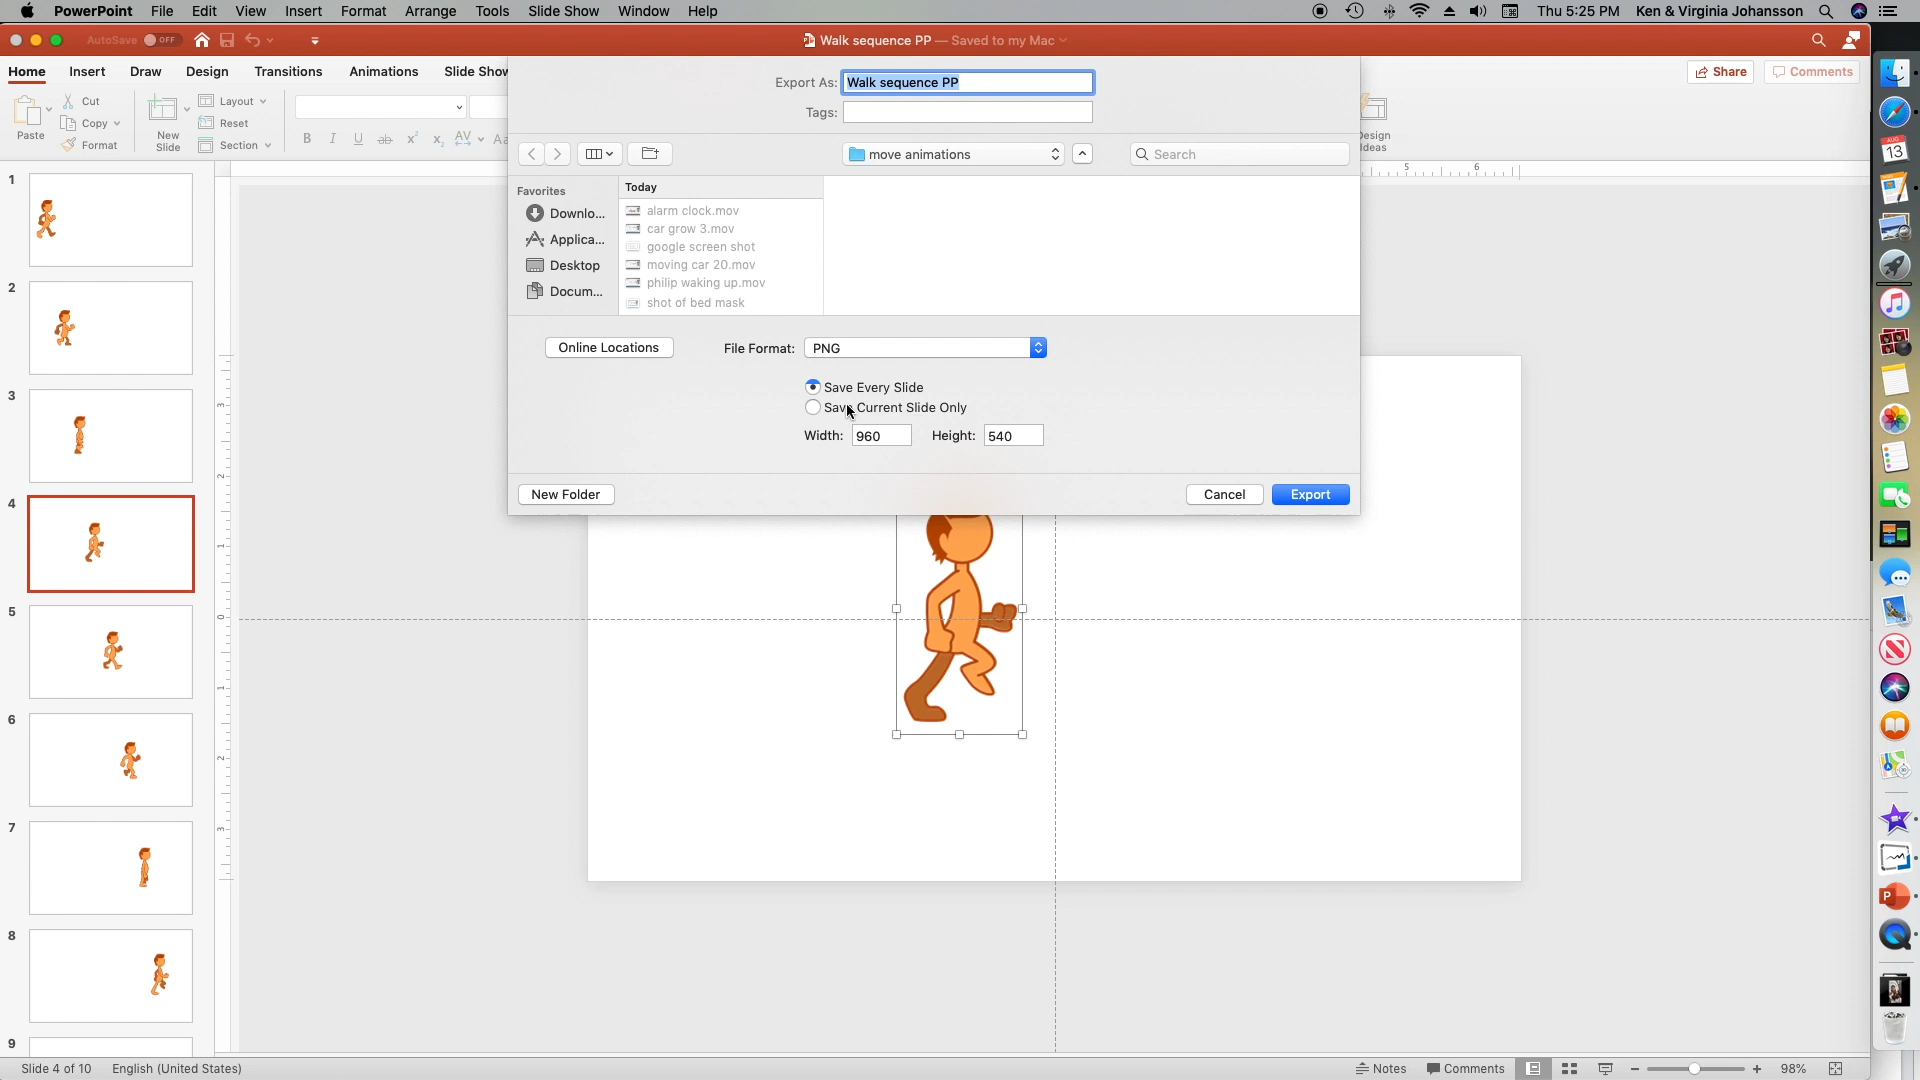 PowerPoint File Edit View Insert Format Arrange Tools Slide Show Window Help Thu 5:25 PM Ken & Virginia Johansson
AutoSave OFF Walk sequence PP — Saved to my Mac
Home Insert Draw Design Transitions Animations Slide Show Share Comments
Export As: Walk sequence PP
Tags:
Paste Cut Copy Format
New Slide
Layout
Reset
Section
Design Ideas
move animations
Search
Favorites
Downlo...
Applica...
Desktop
Docum...
Today
alarm clock.mov
car grow 3.mov
google screen shot
moving car 20.mov
philip waking up.mov
shot of bed mask
Online Locations File Format: PNG
Save Every Slide
Save Current Slide Only
Width: 960 Height: 540
New Folder Cancel Export
1
2
3
4
5
6
7
8
9
AUG
13
Slide 4 of 10 English (United States) Notes Comments 98%